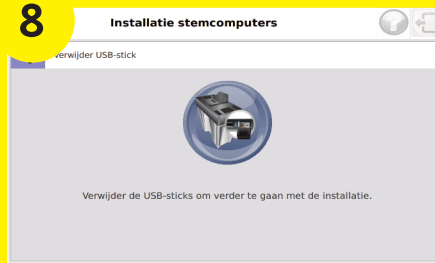 8
Installatie stemcomputers
Verwijder USB-stick
Verwijder de USB-sticks om verder te gaan met de installatie.